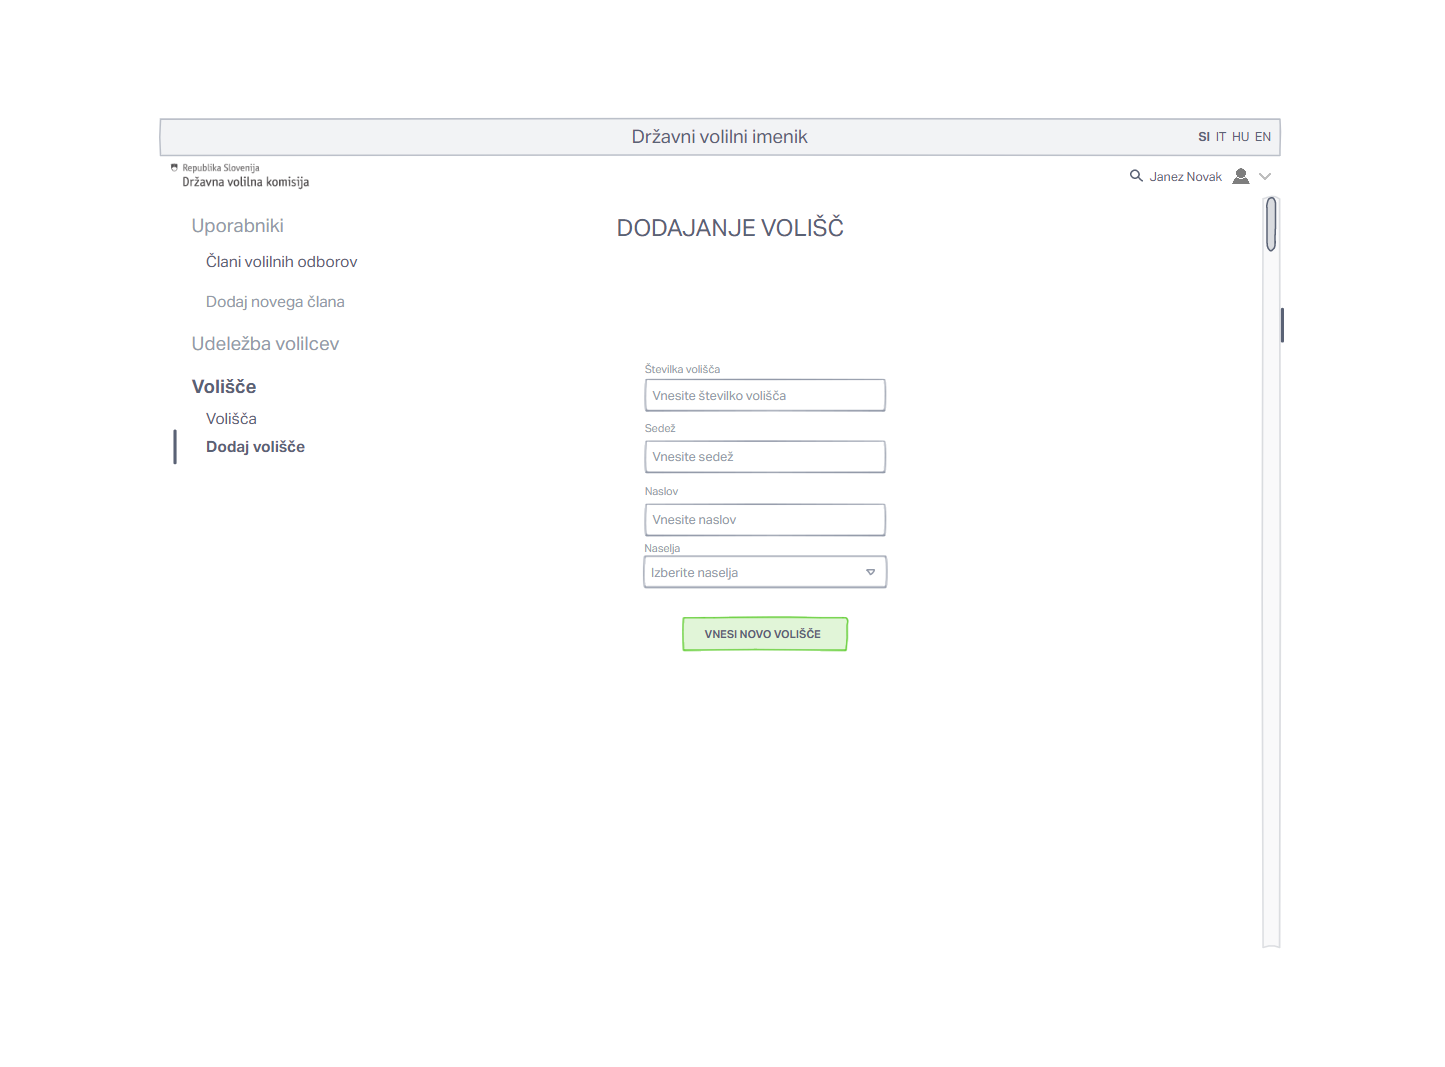 Državni volilni imenik
SI IT HU EN
Republika Slovenija
Državna volilna komisija
Janez Novak
Uporabniki
Člani volilnih odborov
Dodaj novega člana
Udeležba volilcev
Volišče
Volišča
Dodaj volišče
DODAJANJE VOLIŠČ
Številka volišča
Vnesite številko volišča
Sedež
Vnesite sedež
Naslov
Vnesite naslov
Naselja
Izberite naselja
VNESI NOVO VOLIŠČE